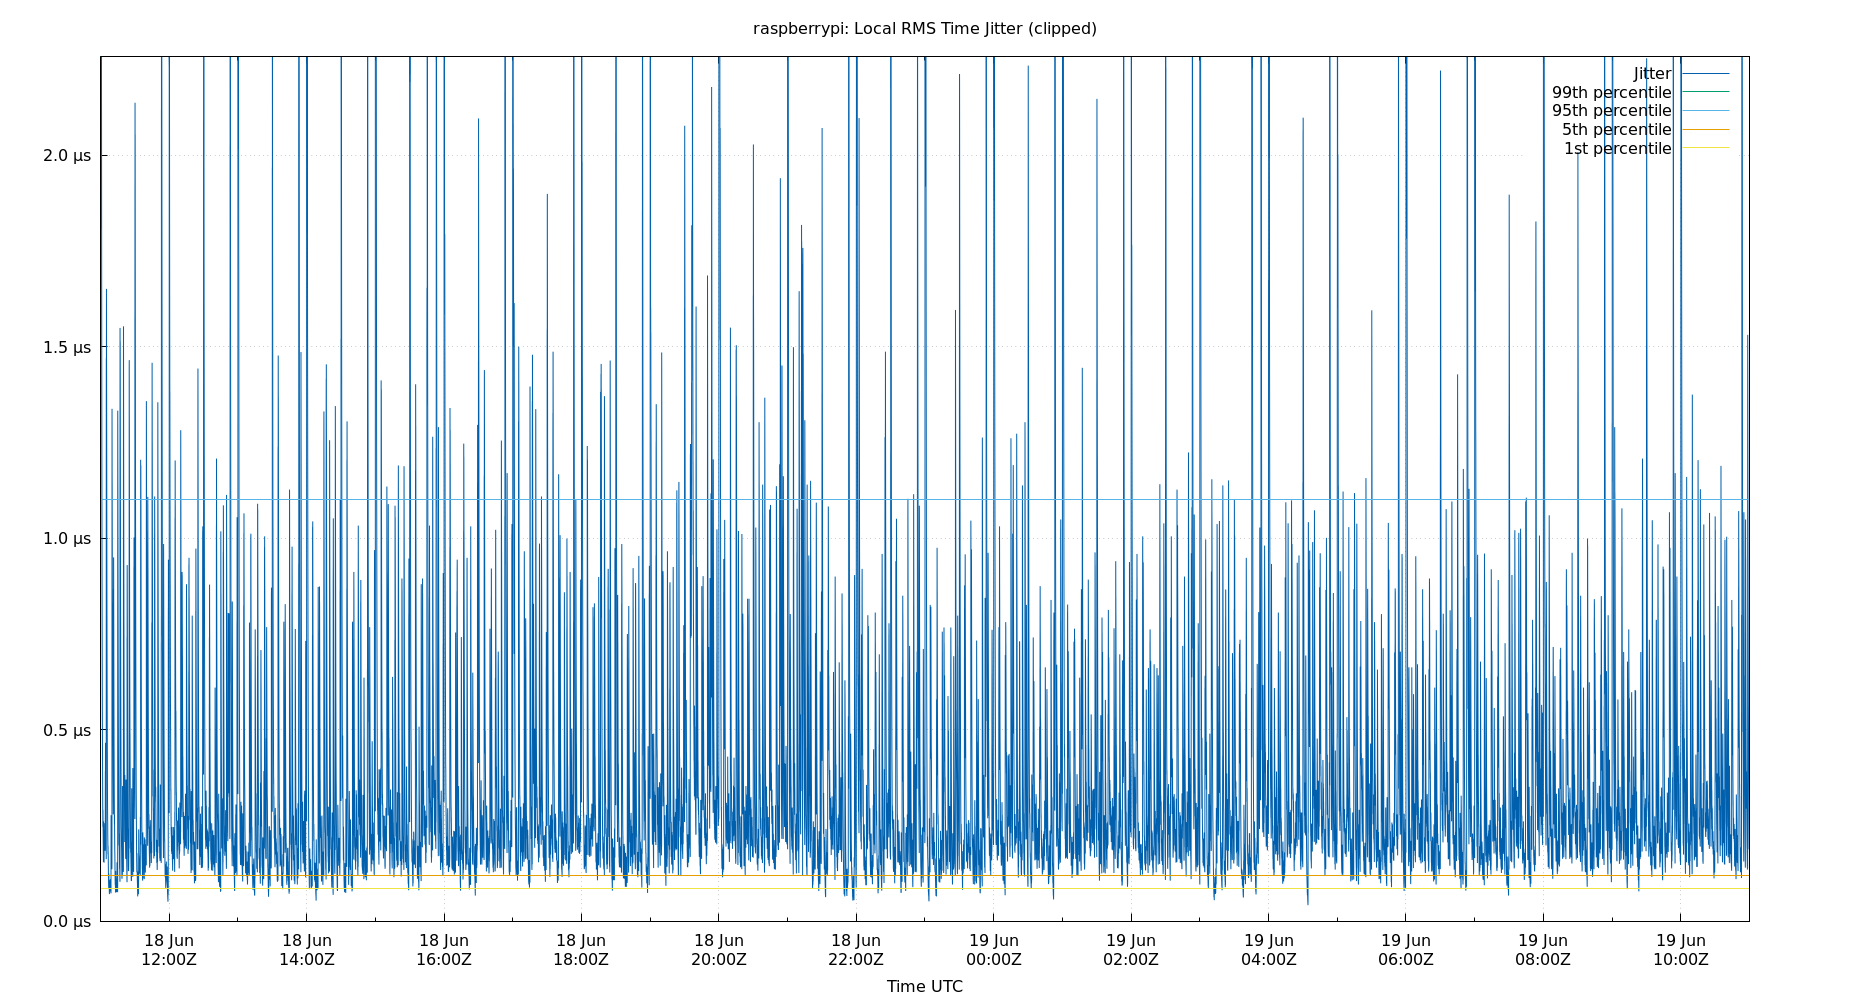 raspberrypi: Local RMS Time Jitter (clipped)
Jitter
99th percentile
95th percentile
5th percentile
1st percentile
2.0 μs
1.5 μs
1.0 μs
0.5 μs
0.0 μs
18 Jun 18 Jun 18 Jun 18 Jun 18 Jun 18 Jun 19 Jun 19 Jun 19 Jun 19 Jun 19 Jun 19 Jun
12:00Z 14:00Z 16:00Z 18:00Z 20:00Z 22:00Z 00:00Z 02:00Z 04:00Z 06:00Z 08:00Z 10:00Z
Time UTC